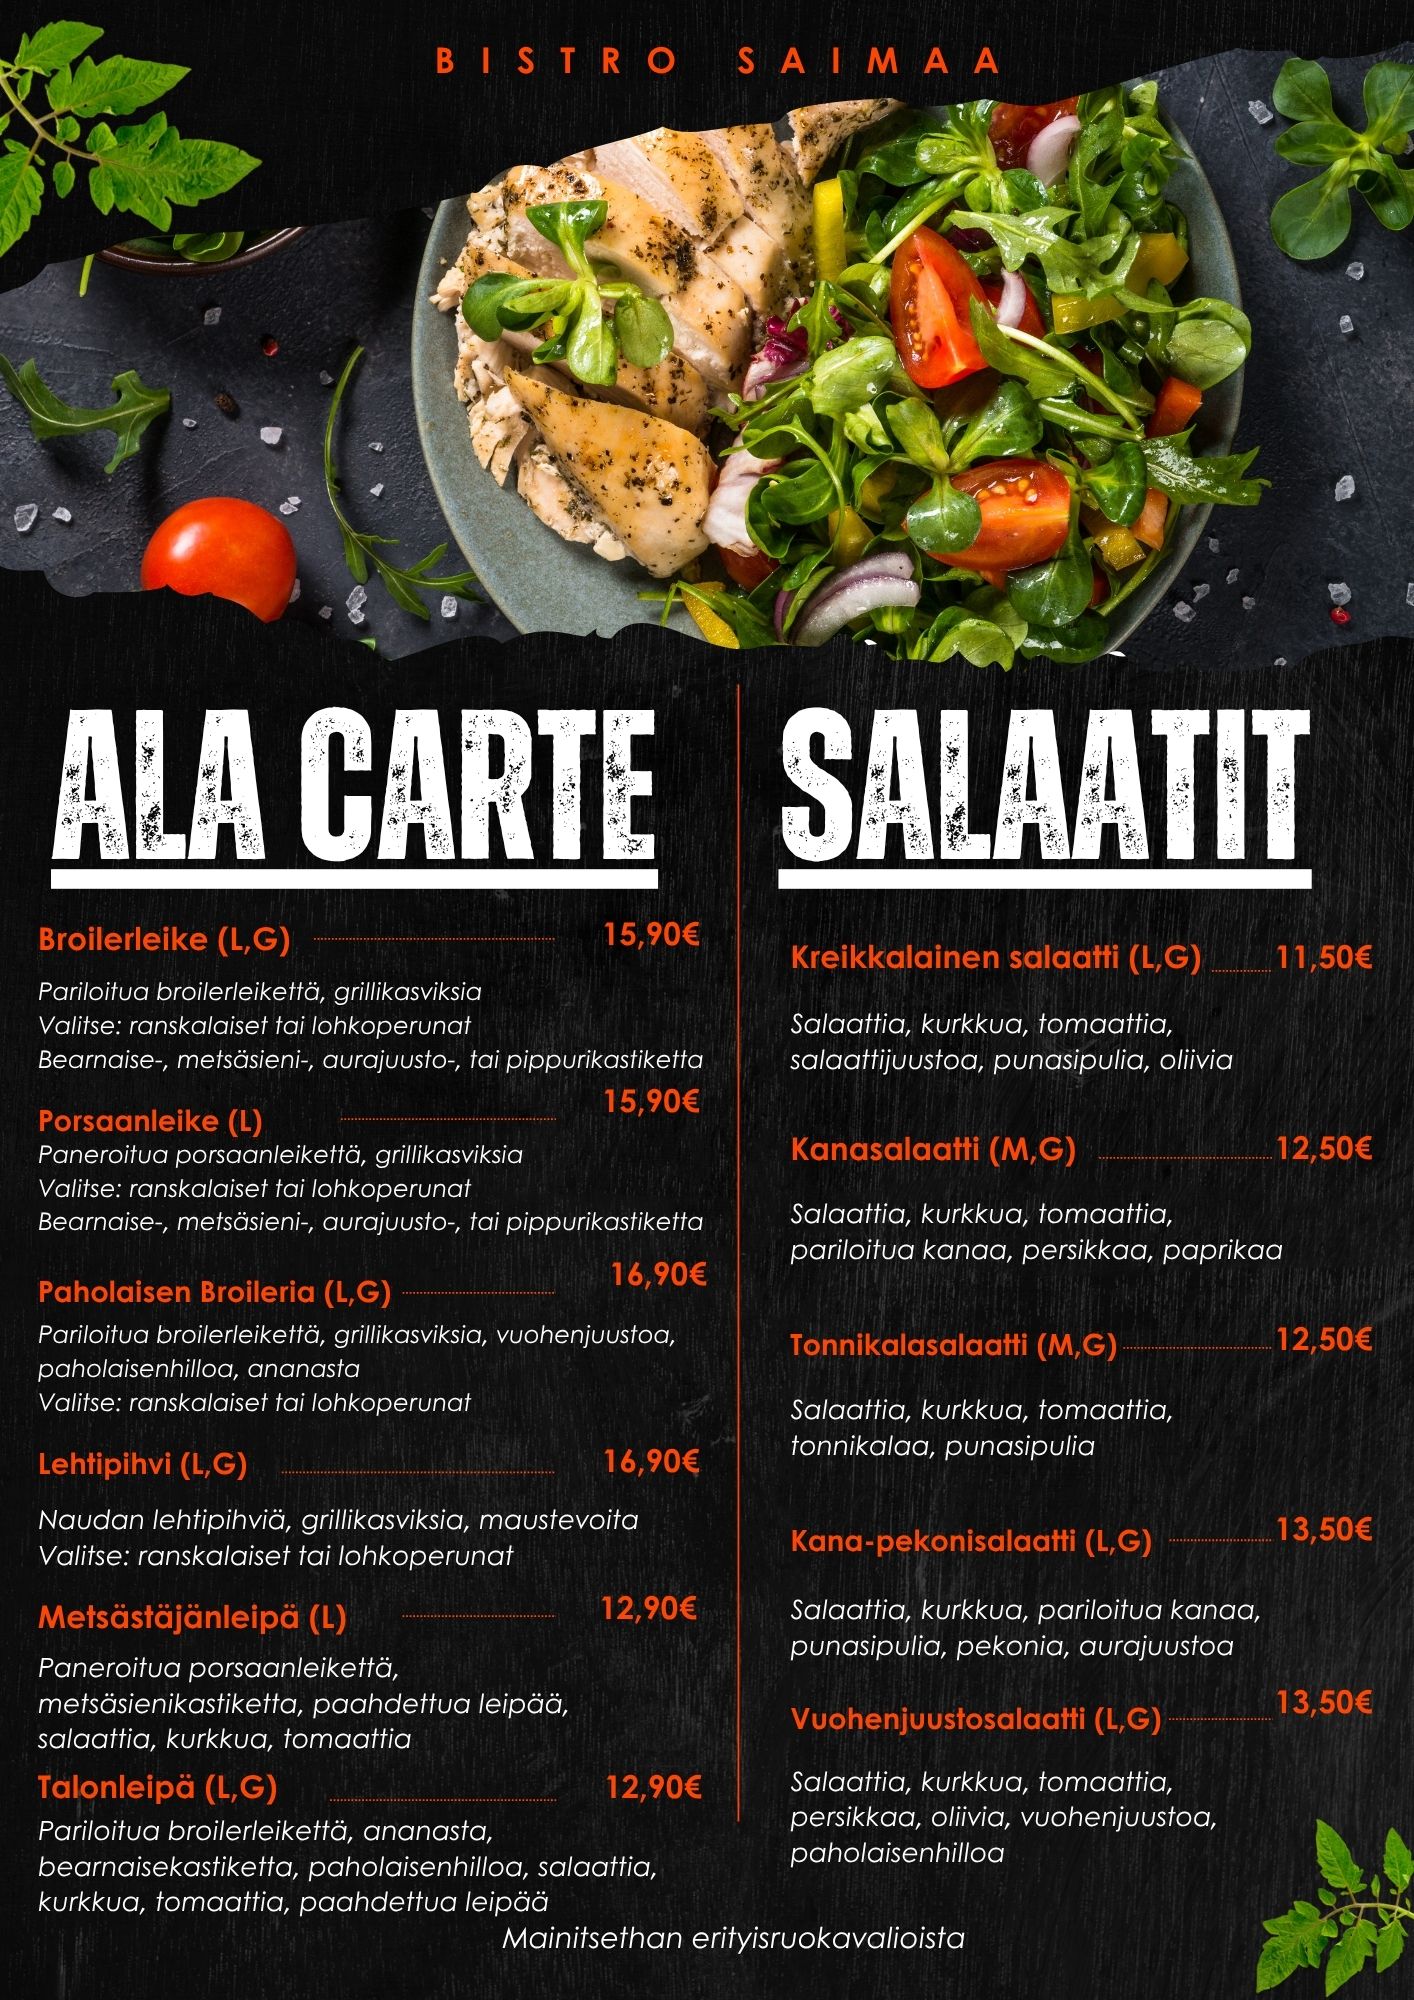 BISTRO SAIMAA
ALA CARTE
Broilerleike (L,G) 15,90€
Pariloitua broilerleikettä, grillikasviksia
Valitse: ranskalaiset tai lohkoperunat
Bearnaise-, metsäsieni-, aurajuusto-, tai pippurikastiketta
Porsaanleike (L) 15,90€
Paneroitua porsaanleikettä, grillikasviksia
Valitse: ranskalaiset tai lohkoperunat
Bearnaise-, metsäsieni-, aurajuusto-, tai pippurikastiketta
Paholaisen Broileria (L,G) 16,90€
Pariloitua broilerleikettä, grillikasviksia, vuohenjuustoa,
paholaisenhilloa, ananasta
Valitse: ranskalaiset tai lohkoperunat
Lehtipihvi (L,G) 16,90€
Naudan lehtipihviä, grillikasviksia, maustevoita
Valitse: ranskalaiset tai lohkoperunat
Metsästäjänleipä (L) 12,90€
Paneroitua porsaanleikettä,
metsäsienikastiketta, paahdettua leipää,
salaattia, kurkkua, tomaattia
Talonleipä (L,G) 12,90€
Pariloitua broilerleikettä, ananasta,
bearnaisekastiketta, paholaisenhilloa, salaattia,
kurkkua, tomaattia, paahdettua leipää
SALAATIT
Kreikkalainen salaatti (L,G) 11,50€
Salaattia, kurkkua, tomaattia,
salaattijuustoa, punasipulia, oliivia
Kanasalaatti (M,G) 12,50€
Salaattia, kurkkua, tomaattia,
pariloitua kanaa, persikkaa, paprikaa
Tonnikalasalaatti (M,G) 12,50€
Salaattia, kurkkua, tomaattia,
tonnikalaa, punasipulia
Kana-pekonisalaatti (L,G) 13,50€
Salaattia, kurkkua, pariloitua kanaa,
punasipulia, pekonia, aurajuustoa
Vuohenjuustosalaatti (L,G) 13,50€
Salaattia, kurkkua, tomaattia,
persikkaa, oliivia, vuohenjuustoa,
paholaisenhilloa
Mainitsethan erityisruokavalioista